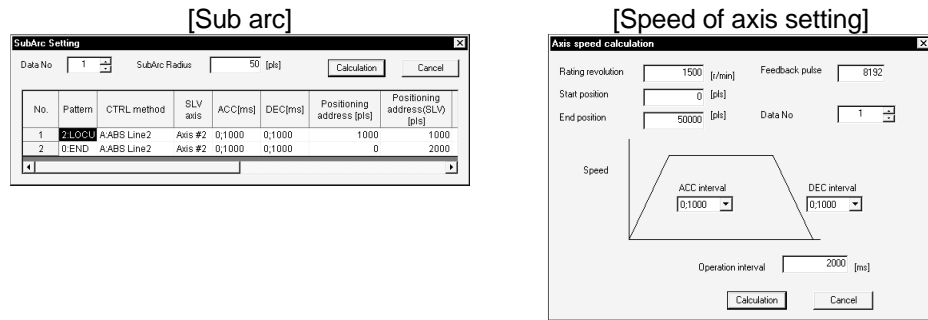 [Sub arc]
SubArc Setting
Data No 1 SubArc Radius 50 [pls] Calculation Cancel
No. Pattern CTRL method SLV axis ACC[ms] DEC[ms] Positioning address [pls] Positioning address(SLV) [pls]
1 2:LOCU A:ABS Line2 Axis #2 0;1000 0;1000 1000 1000
2 0:END A:ABS Line2 Axis #2 0;1000 0;1000 0 2000
[Speed of axis setting]
Axis speed calculation
Rating revolution 1500 [r/min] Feedback pulse 8192
Start position 0 [pls]
End position 50000 [pls] Data No 1
Speed
ACC interval DEC interval
0;1000 0;1000
Operation interval 2000 [ms]
Calculation Cancel